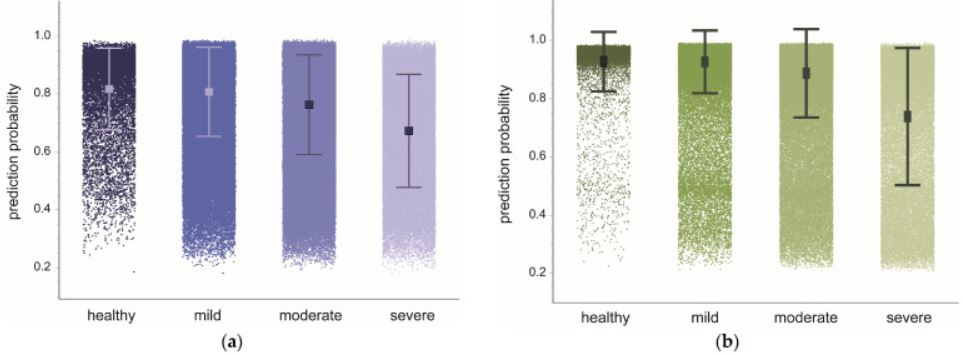 prediction probability
1.0
0.8
0.6
0.4
0.2
healthy mild moderate severe
(a)
prediction probability
1.0
0.8
0.6
0.4
0.2
healthy mild moderate severe
(b)